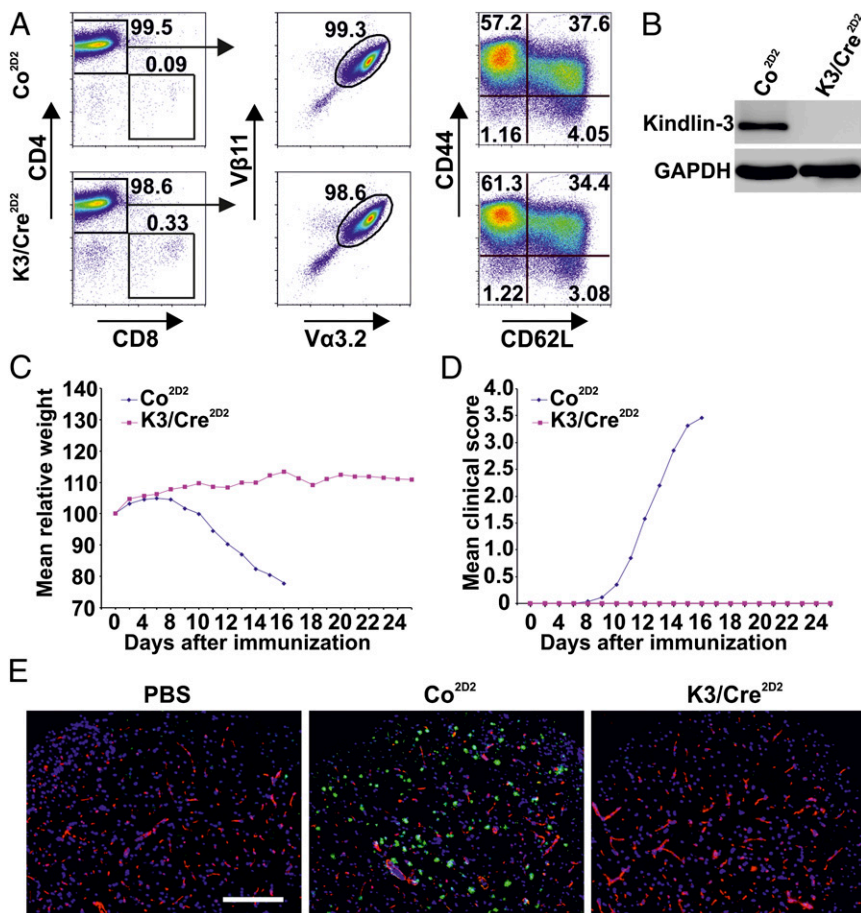 A
Co2D2
K3/Cre2D2
CD4
99.5
0.09
98.6
0.33
CD8
Vβ11
99.3
98.6
Vα3.2
CD44
57.2 37.6
1.16 4.05
61.3 34.4
1.22 3.08
CD62L
B
Co2D2 K3/Cre2D2
Kindlin-3
GAPDH
C
Co2D2
K3/Cre2D2
Mean relative weight
140
130
120
110
100
90
80
70
0 2 4 6 8 10 12 14 16 18 20 22 24
Days after immunization
D
Co2D2
K3/Cre2D2
Mean clinical score
4.0
3.5
3.0
2.5
2.0
1.5
1.0
0.5
0
0 2 4 6 8 10 12 14 16 18 20 22 24
Days after immunization
E
PBS Co2D2 K3/Cre2D2